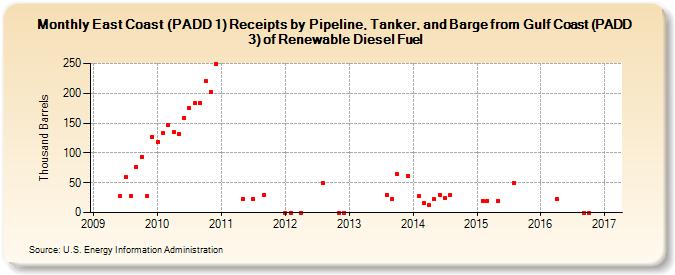 Monthly East Coast (PADD 1) Receipts by Pipeline, Tanker, and Barge from Gulf Coast (PADD
3) of Renewable Diesel Fuel
Thousand Barrels
250
200
150
100
50
0
2009 2010 2011 2012 2013 2014 2015 2016 2017
Source: U.S. Energy Information Administration